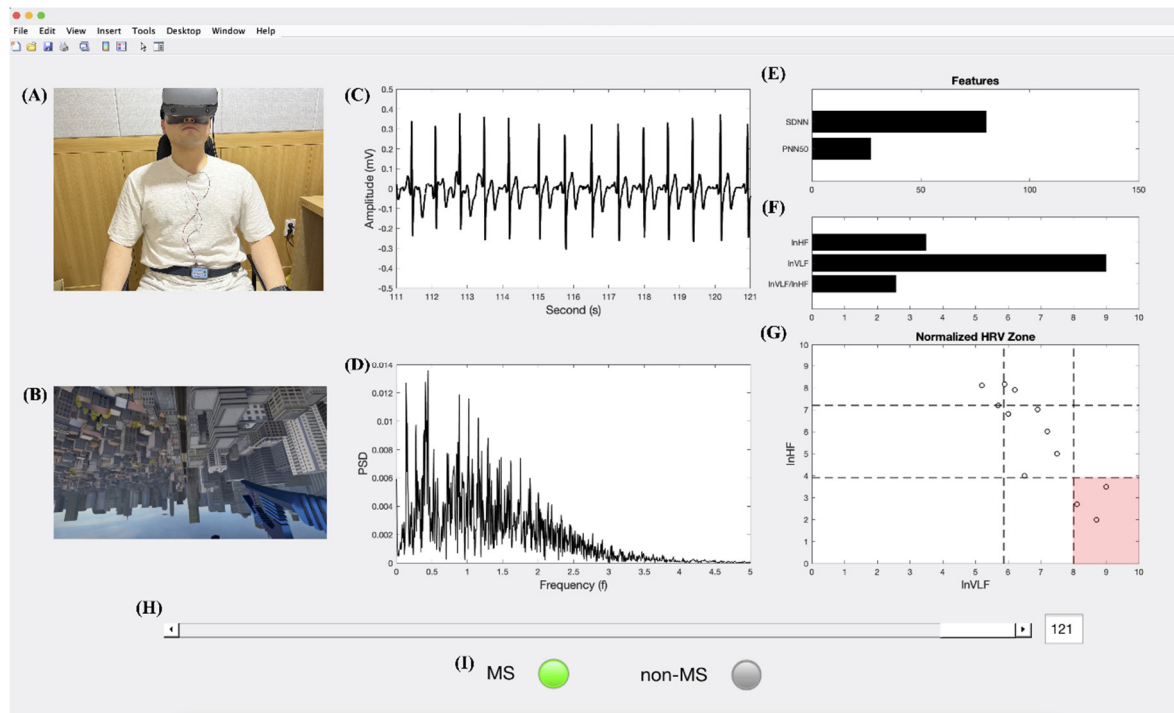 File Edit View Insert Tools Desktop Window Help
(A)
(B)
(C)
0.5
0.4
0.3
0.2
0.1
0
-0.1
-0.2
-0.3
-0.4
-0.5
Amplitude (mV)
111 112 113 114 115 116 117 118 119 120 121
Second (s)
(D)
0.014
0.012
0.01
0.008
0.006
0.004
0.002
0
PSD
0 0.5 1 1.5 2 2.5 3 3.5 4 4.5 5
Frequency (f)
(E)
Features
SDNN
PNN50
0 50 100 150
(F)
lnHF
lnVLF
lnVLF/lnHF
0 1 2 3 4 5 6 7 8 9 10
(G)
Normalized HRV Zone
10
9
8
7
6
5
4
3
2
1
0
lnHF
0 1 2 3 4 5 6 7 8 9 10
lnVLF
(H)
121
(I) MS non-MS